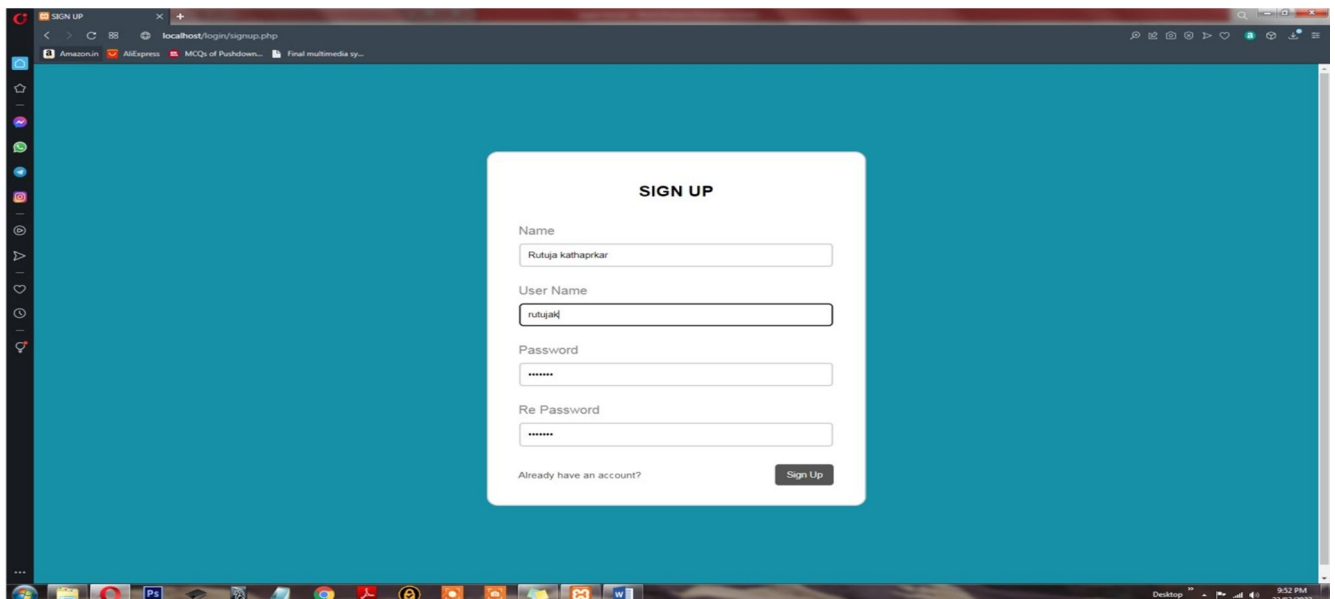 SIGN UP
localhost/login/signup.php
a Amazon.in AliExpress MCQs of Pushdown... Final multimedia sy...
SIGN UP
Name
Rutuja kathaprkar
User Name
rutujak
Password
•••••••
Re Password
•••••••
Already have an account? Sign Up
Ps W Desktop 9:52 PM